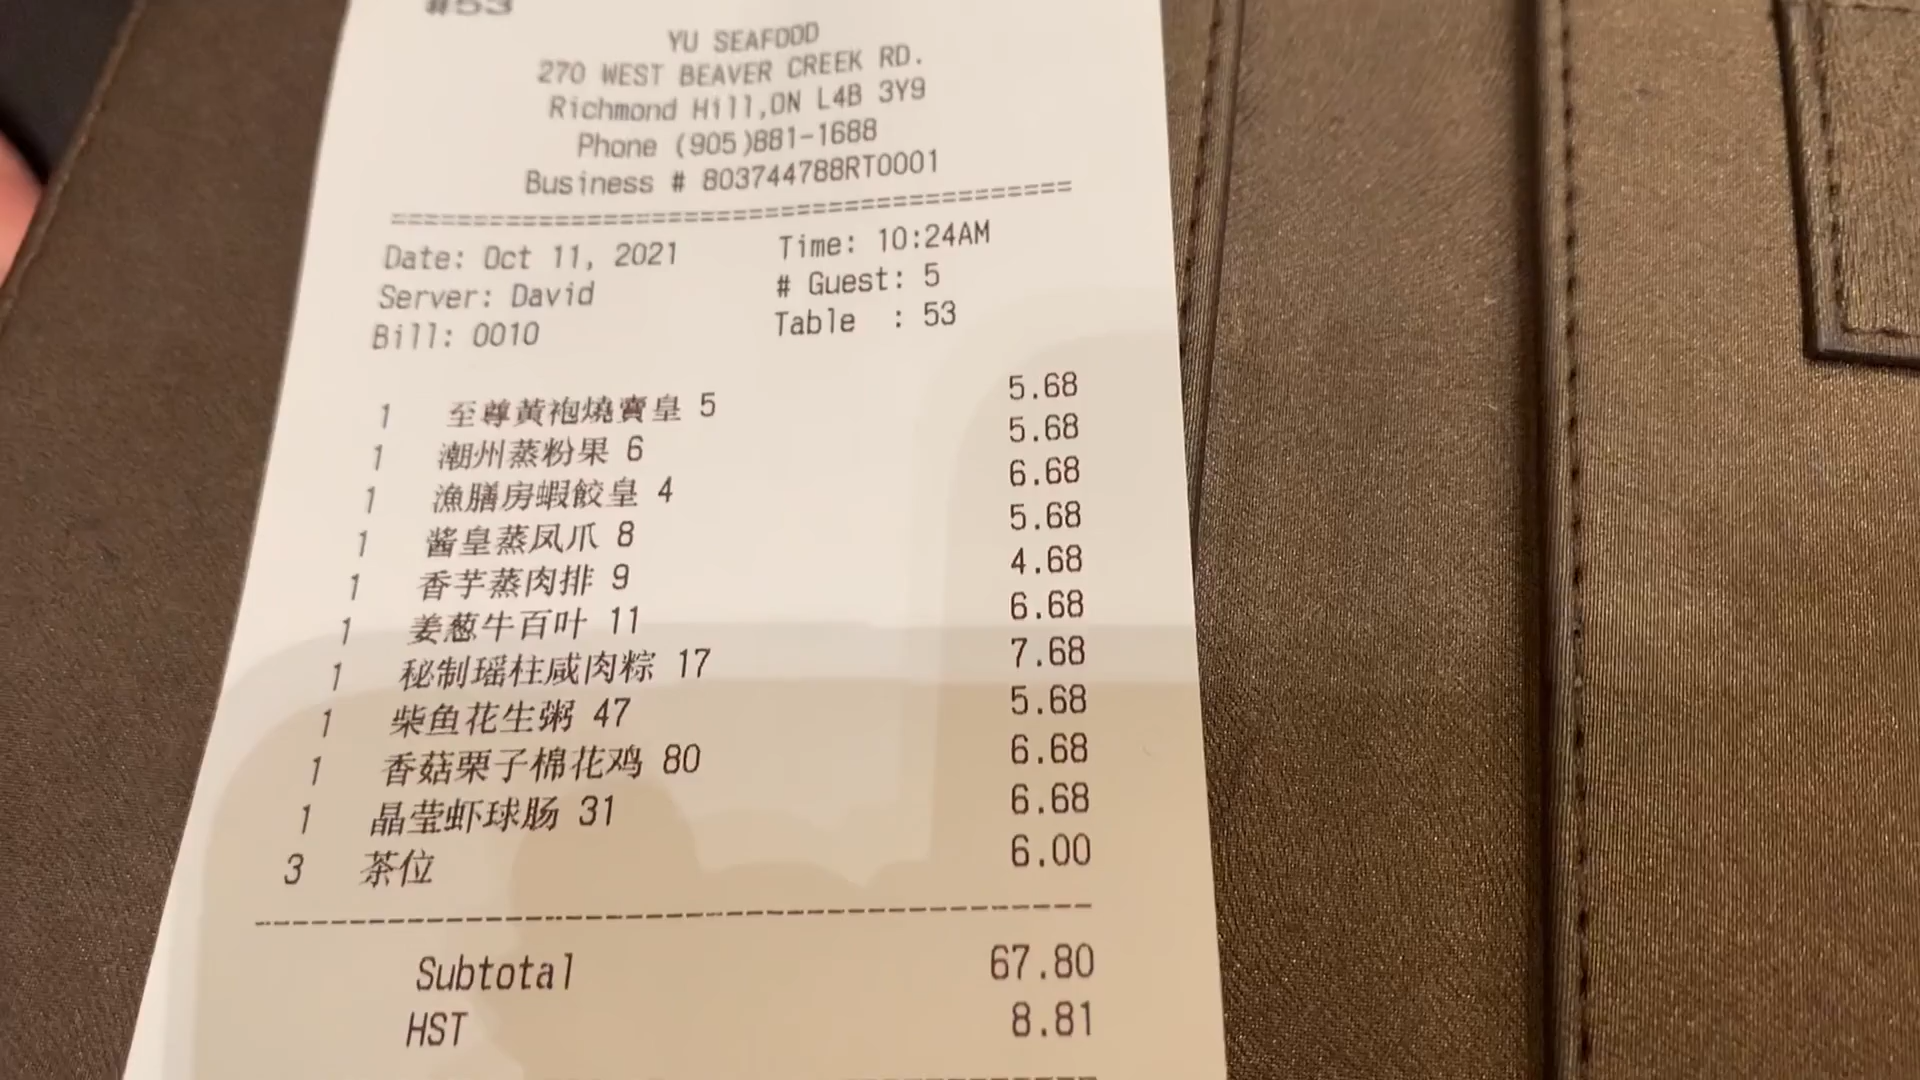 #53
YU SEAFOOD
270 WEST BEAVER CREEK RD.
Richmond Hill,ON L4B 3Y9
Phone (905)881-1688
Business # 803744788RT0001
========================================
Date: Oct 11, 2021 Time: 10:24AM
Server: David # Guest: 5
Bill: 0010 Table : 53
1 至尊黃袍燒賣皇 5 5.68
1 潮州蒸粉果 6 5.68
1 漁膳房蝦餃皇 4 6.68
1 酱皇蒸凤爪 8 5.68
1 香芋蒸肉排 9 4.68
1 姜葱牛百叶 11 6.68
1 秘制瑶柱咸肉粽 17 7.68
1 柴鱼花生粥 47 5.68
1 香菇栗子棉花鸡 80 6.68
1 晶莹虾球肠 31 6.68
3 茶位 6.00
Subtotal 67.80
HST 8.81